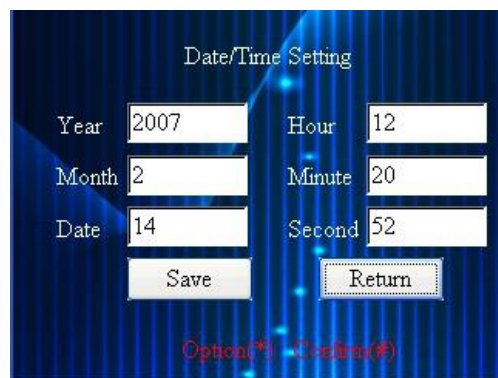 Date/Time Setting
Year 2007 Hour 12
Month 2 Minute 20
Date 14 Second 52
Save Return
Option(*) Confirm(#)